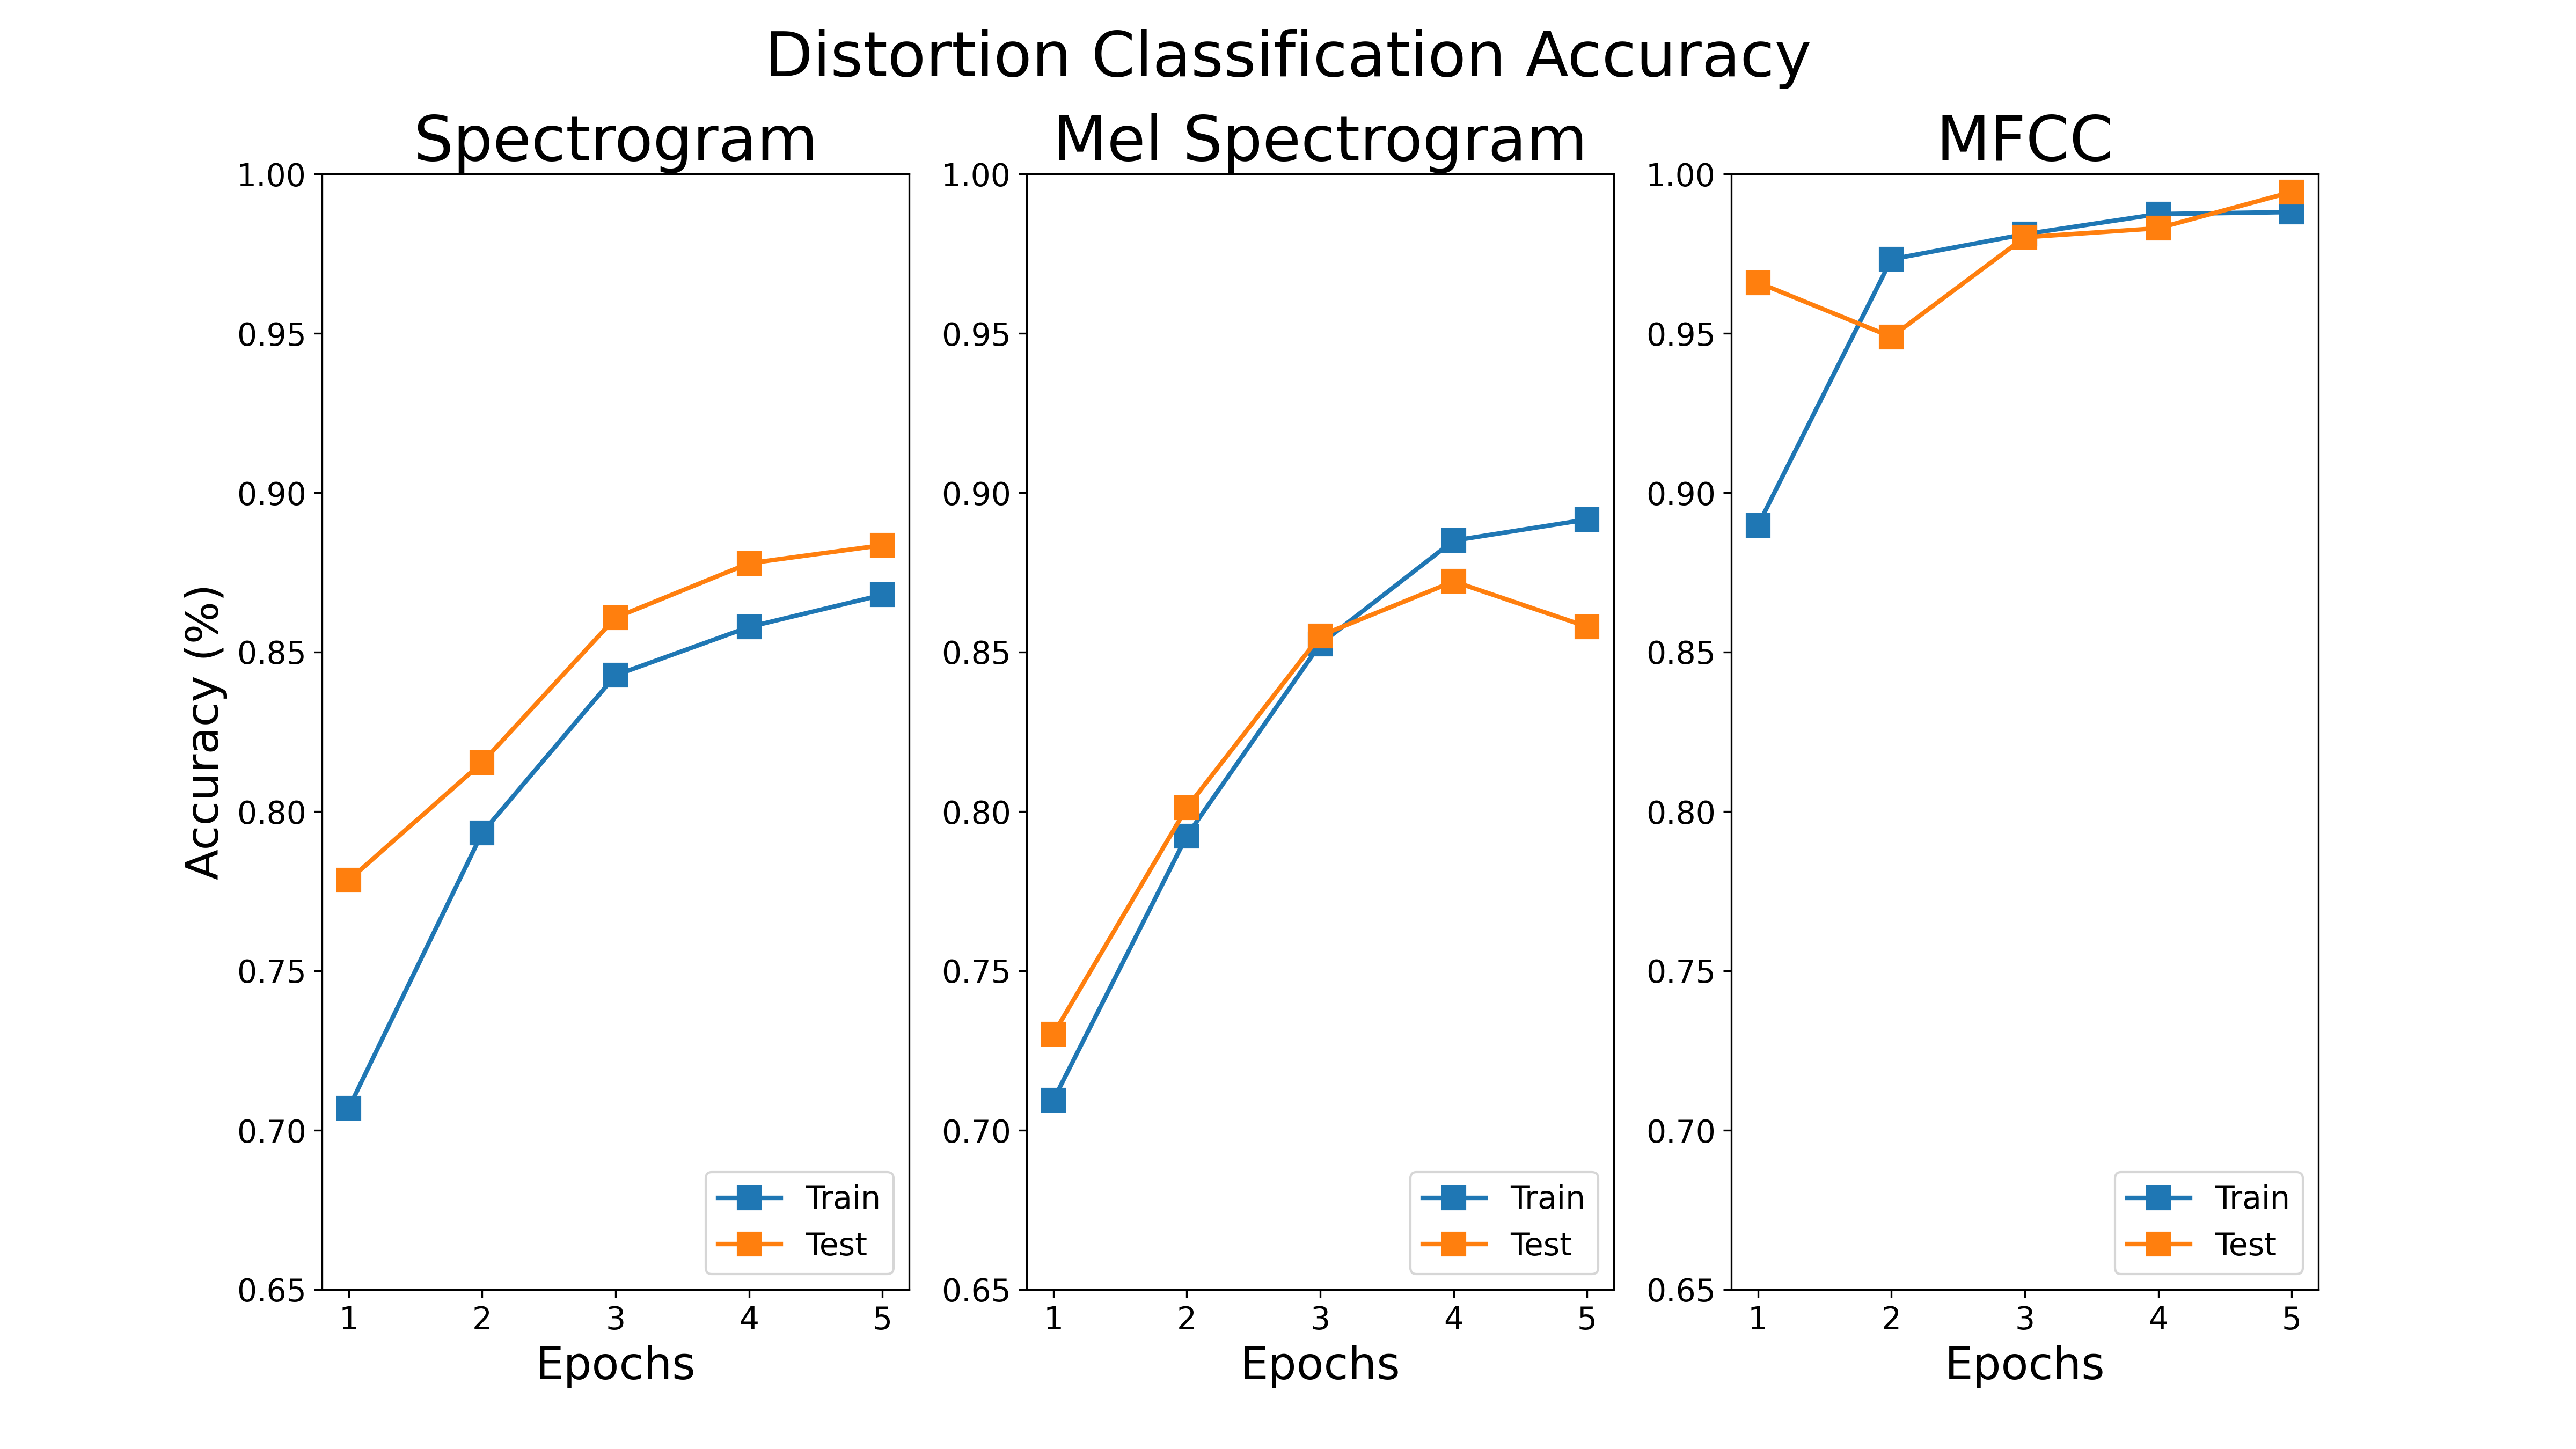 Distortion Classification Accuracy
Spectrogram
Accuracy (%)
1.00
0.95
0.90
0.85
0.80
0.75
0.70
0.65
1 2 3 4 5
Epochs
Train
Test
Mel Spectrogram
1.00
0.95
0.90
0.85
0.80
0.75
0.70
0.65
1 2 3 4 5
Epochs
Train
Test
MFCC
1.00
0.95
0.90
0.85
0.80
0.75
0.70
0.65
1 2 3 4 5
Epochs
Train
Test